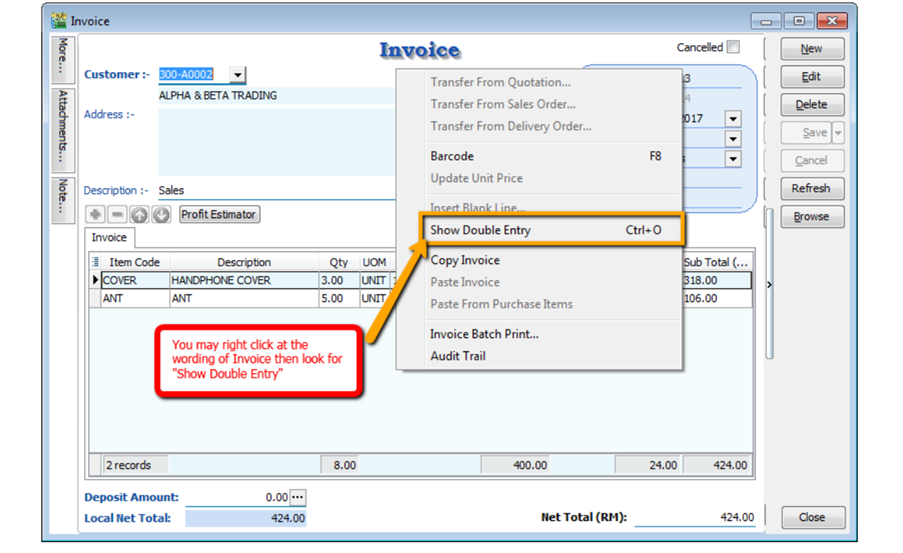 Invoice
More...
Attachments...
Note...
Invoice
Cancelled
Customer :- 300-A0002
ALPHA & BETA TRADING
Address :-
Description :- Sales
Profit Estimator
Invoice
Item Code Description Qty UOM Sub Total (...
COVER HANDPHONE COVER 3.00 UNIT 318.00
ANT ANT 5.00 UNIT 106.00
2 records 8.00 400.00 24.00 424.00
Deposit Amount: 0.00
Local Net Total: 424.00
Net Total (RM): 424.00
Transfer From Quotation...
Transfer From Sales Order...
Transfer From Delivery Order...
Barcode F8
Update Unit Price
Insert Blank Line...
Show Double Entry Ctrl+O
Copy Invoice
Paste Invoice
Paste From Purchase Items
Invoice Batch Print...
Audit Trail
You may right click at the
wording of Invoice then look for
"Show Double Entry"
New
Edit
Delete
Save
Cancel
Refresh
Browse
Close